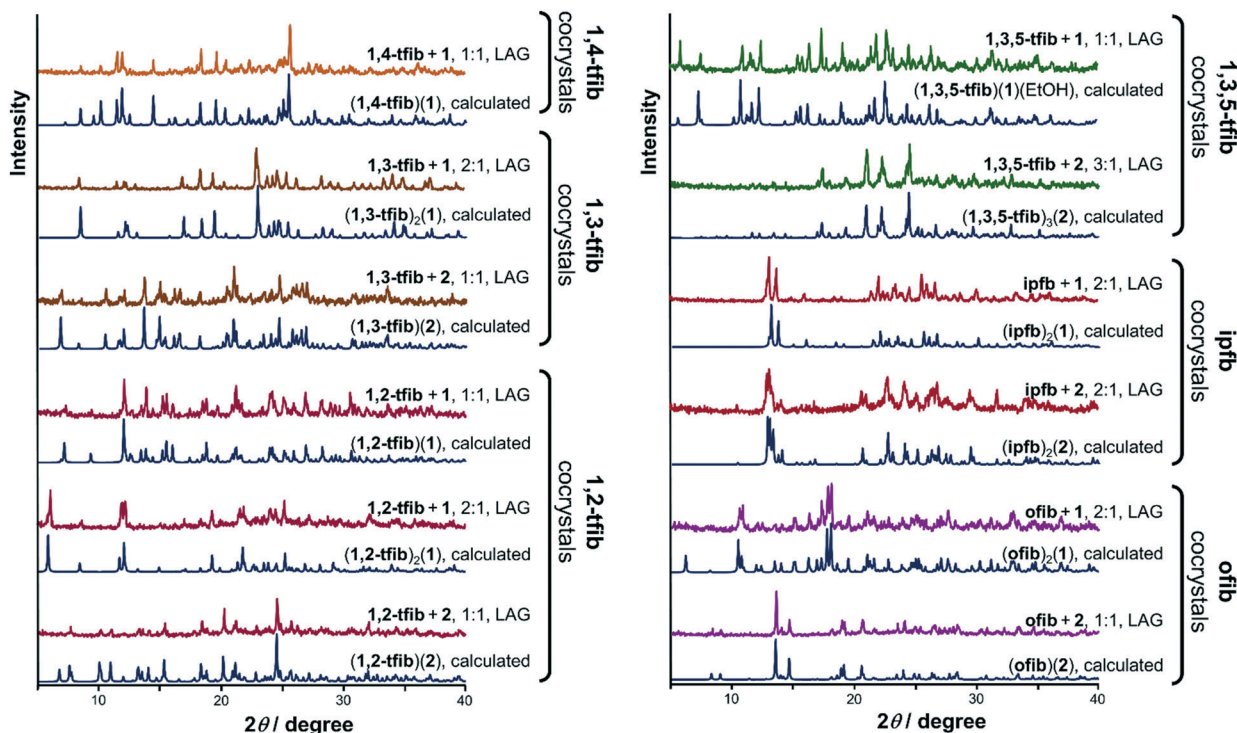 Intensity
1,4-tfib + 1, 1:1, LAG
(1,4-tfib)(1), calculated
1,4-tfib
cocrystals
1,3-tfib + 1, 2:1, LAG
(1,3-tfib)₂(1), calculated
1,3-tfib + 2, 1:1, LAG
(1,3-tfib)(2), calculated
1,3-tfib
cocrystals
1,2-tfib + 1, 1:1, LAG
(1,2-tfib)(1), calculated
1,2-tfib + 1, 2:1, LAG
(1,2-tfib)₂(1), calculated
1,2-tfib + 2, 1:1, LAG
(1,2-tfib)(2), calculated
1,2-tfib
cocrystals
10 20 30 40
2θ / degree
Intensity
1,3,5-tfib + 1, 1:1, LAG
(1,3,5-tfib)(1)(EtOH), calculated
1,3,5-tfib + 2, 3:1, LAG
(1,3,5-tfib)₃(2), calculated
1,3,5-tfib
cocrystals
ipfb + 1, 2:1, LAG
(ipfb)₂(1), calculated
ipfb + 2, 2:1, LAG
(ipfb)₂(2), calculated
ipfb
cocrystals
ofib + 1, 2:1, LAG
(ofib)₂(1), calculated
ofib + 2, 1:1, LAG
(ofib)(2), calculated
ofib
cocrystals
10 20 30 40
2θ / degree